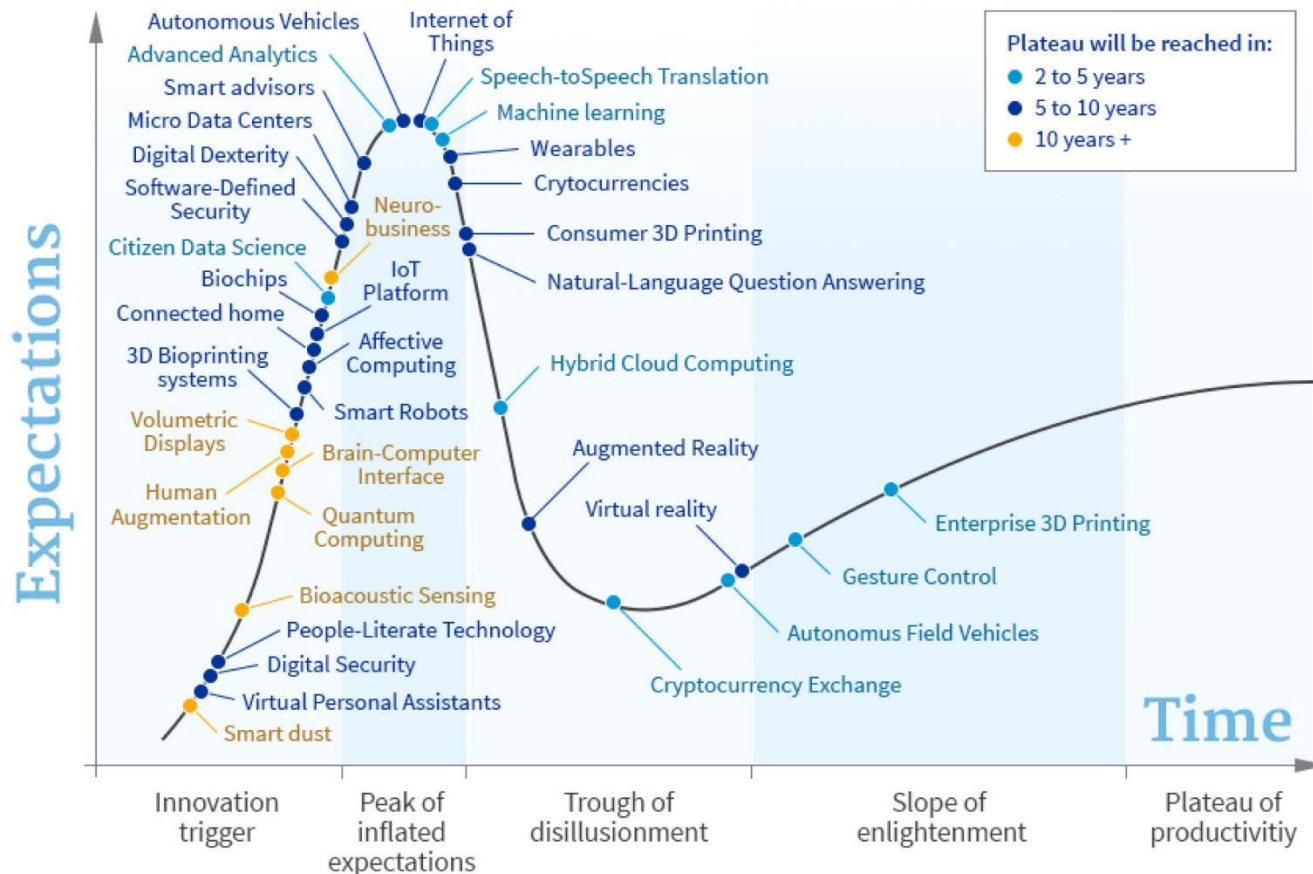 Expectations
Autonomous Vehicles
Advanced Analytics
Smart advisors
Micro Data Centers
Digital Dexterity
Software-Defined
Security
Citizen Data Science
Biochips
Connected home
3D Bioprinting
systems
Volumetric
Displays
Human
Augmentation
Internet of
Things
Speech-toSpeech Translation
Machine learning
Wearables
Crytocurrencies
Consumer 3D Printing
Natural-Language Question Answering
Neuro-
business
IoT
Platform
Affective
Computing
Smart Robots
Brain-Computer
Interface
Quantum
Computing
Bioacoustic Sensing
People-Literate Technology
Digital Security
Virtual Personal Assistants
Smart dust
Hybrid Cloud Computing
Augmented Reality
Virtual reality
Enterprise 3D Printing
Gesture Control
Autonomus Field Vehicles
Cryptocurrency Exchange
Plateau will be reached in:
2 to 5 years
5 to 10 years
10 years +
Time
Innovation
trigger
Peak of
inflated
expectations
Trough of
disillusionment
Slope of
enlightenment
Plateau of
productivitiy